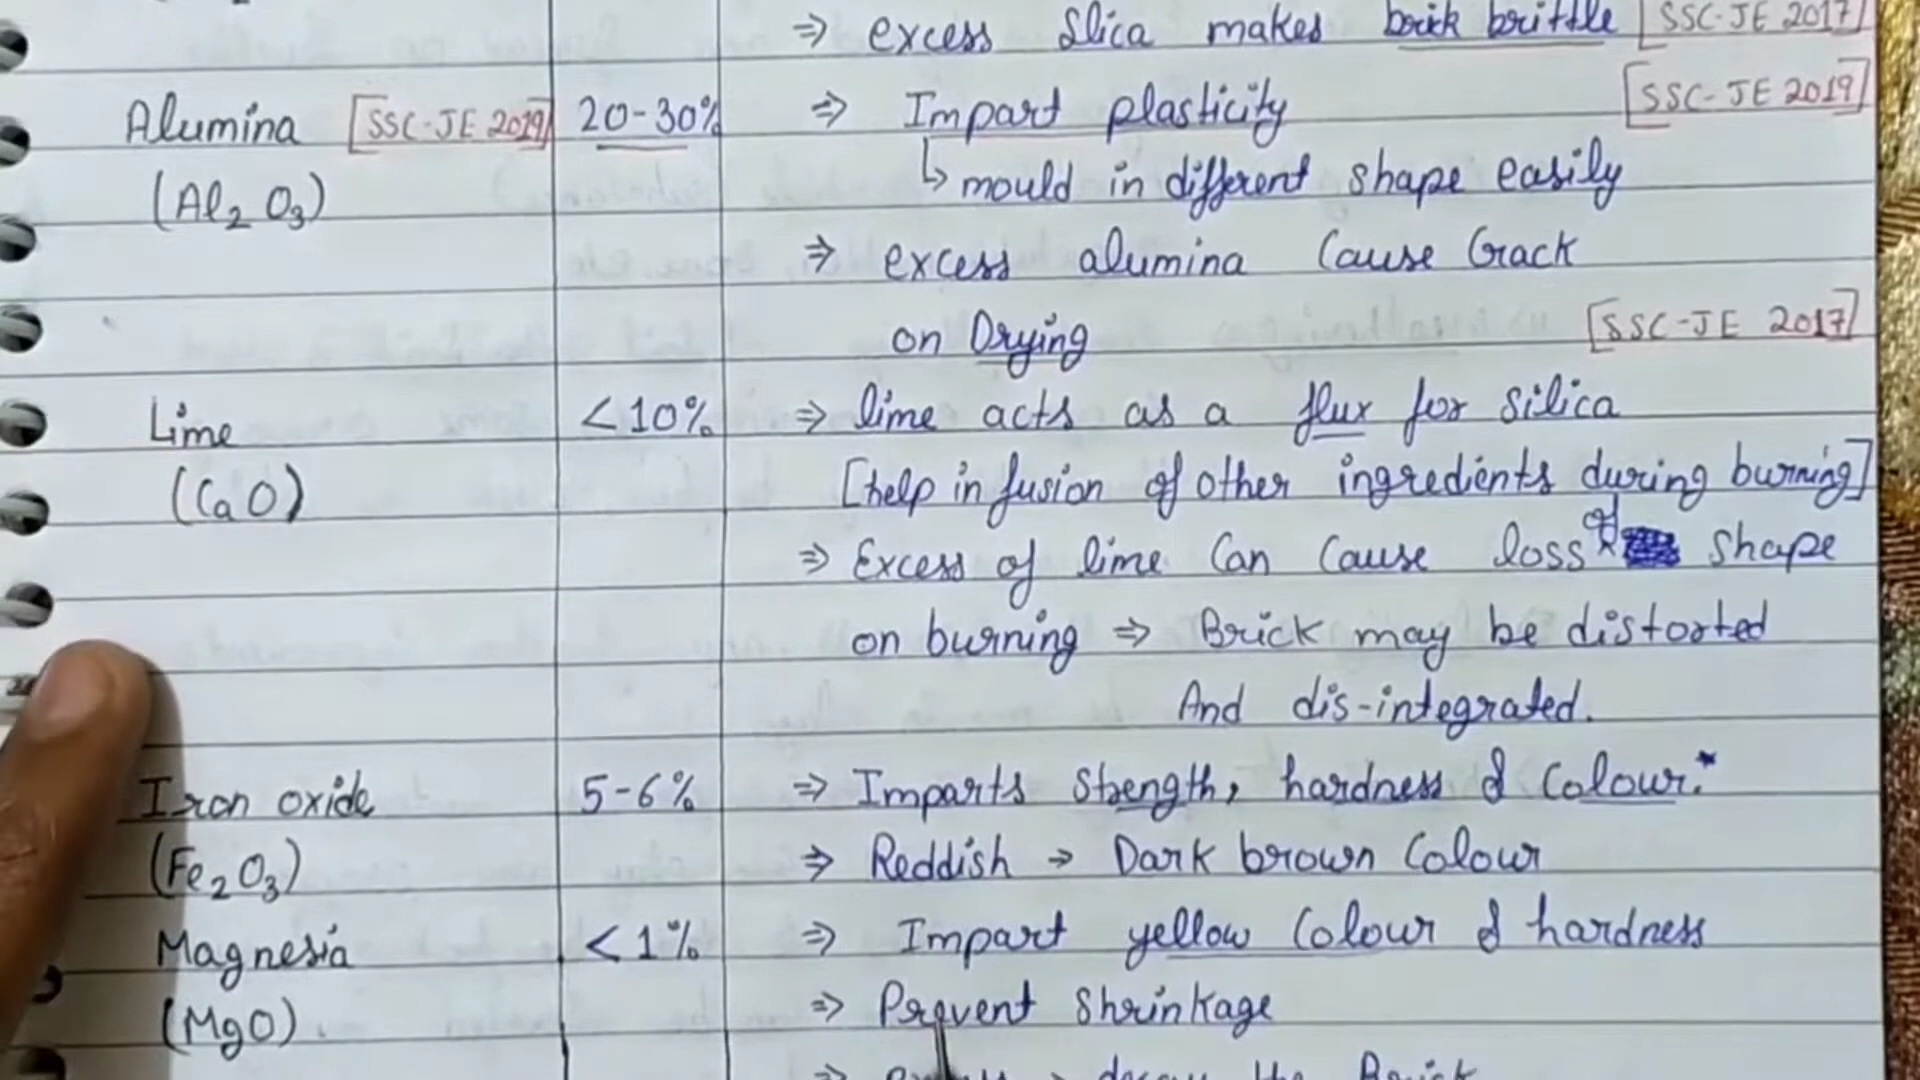 ⇒ excess Slica makes brick brittle [SSC-JE 2017]
Alumina [SSC-JE 2019] 20-30% ⇒ Impart plasticity [SSC-JE 2019]
(Al2O3) ↳ mould in different shape easily
⇒ excess alumina Cause Crack
on Drying [SSC-JE 2017]
Lime <10% ⇒ lime acts as a flux for silica
(CaO) [help in fusion of other ingredients during burning]
⇒ Excess of lime Can Cause loss of shape
on burning ⇒ Brick may be distorted
And dis-integrated.
Iron oxide 5-6% ⇒ Imparts Strength, hardness & Colour.*
(Fe2O3) ⇒ Reddish → Dark brown Colour
Magnesia <1% ⇒ Impart yellow Colour & hardness
(MgO) ⇒ Prevent Shrinkage
⇒ decay the Brick